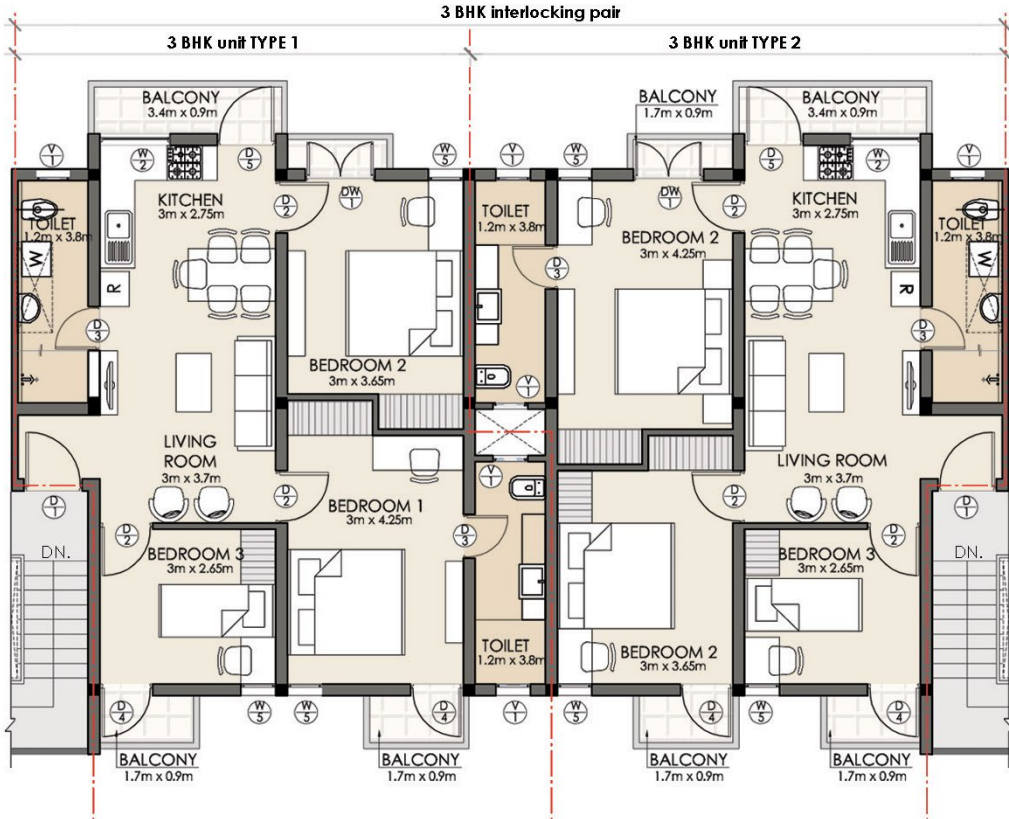 3 BHK interlocking pair
3 BHK unit TYPE 1
3 BHK unit TYPE 2
BALCONY
3.4m x 0.9m
BALCONY
1.7m x 0.9m
BALCONY
3.4m x 0.9m
V
1
W
2
D
5
W
5
V
1
W
5
D
5
W
2
V
1
KITCHEN
3m x 2.75m
D
2
DW
1
DW
1
D
2
KITCHEN
3m x 2.75m
TOILET
1.2m x 3.8m
TOILET
1.2m x 3.8m
BEDROOM 2
3m x 4.25m
TOILET
1.2m x 3.8m
W
R
D
3
W
R
D
3
D
3
BEDROOM 2
3m x 3.65m
V
1
LIVING
ROOM
3m x 3.7m
LIVING ROOM
3m x 3.7m
V
1
D
1
D
2
D
2
D
1
BEDROOM 1
3m x 4.25m
D
2
D
3
D
2
DN.
BEDROOM 3
3m x 2.65m
BEDROOM 3
3m x 2.65m
DN.
TOILET
1.2m x 3.8m
BEDROOM 2
3m x 3.65m
D
4
W
5
W
5
D
4
V
1
W
5
D
4
W
5
D
4
BALCONY
1.7m x 0.9m
BALCONY
1.7m x 0.9m
BALCONY
1.7m x 0.9m
BALCONY
1.7m x 0.9m